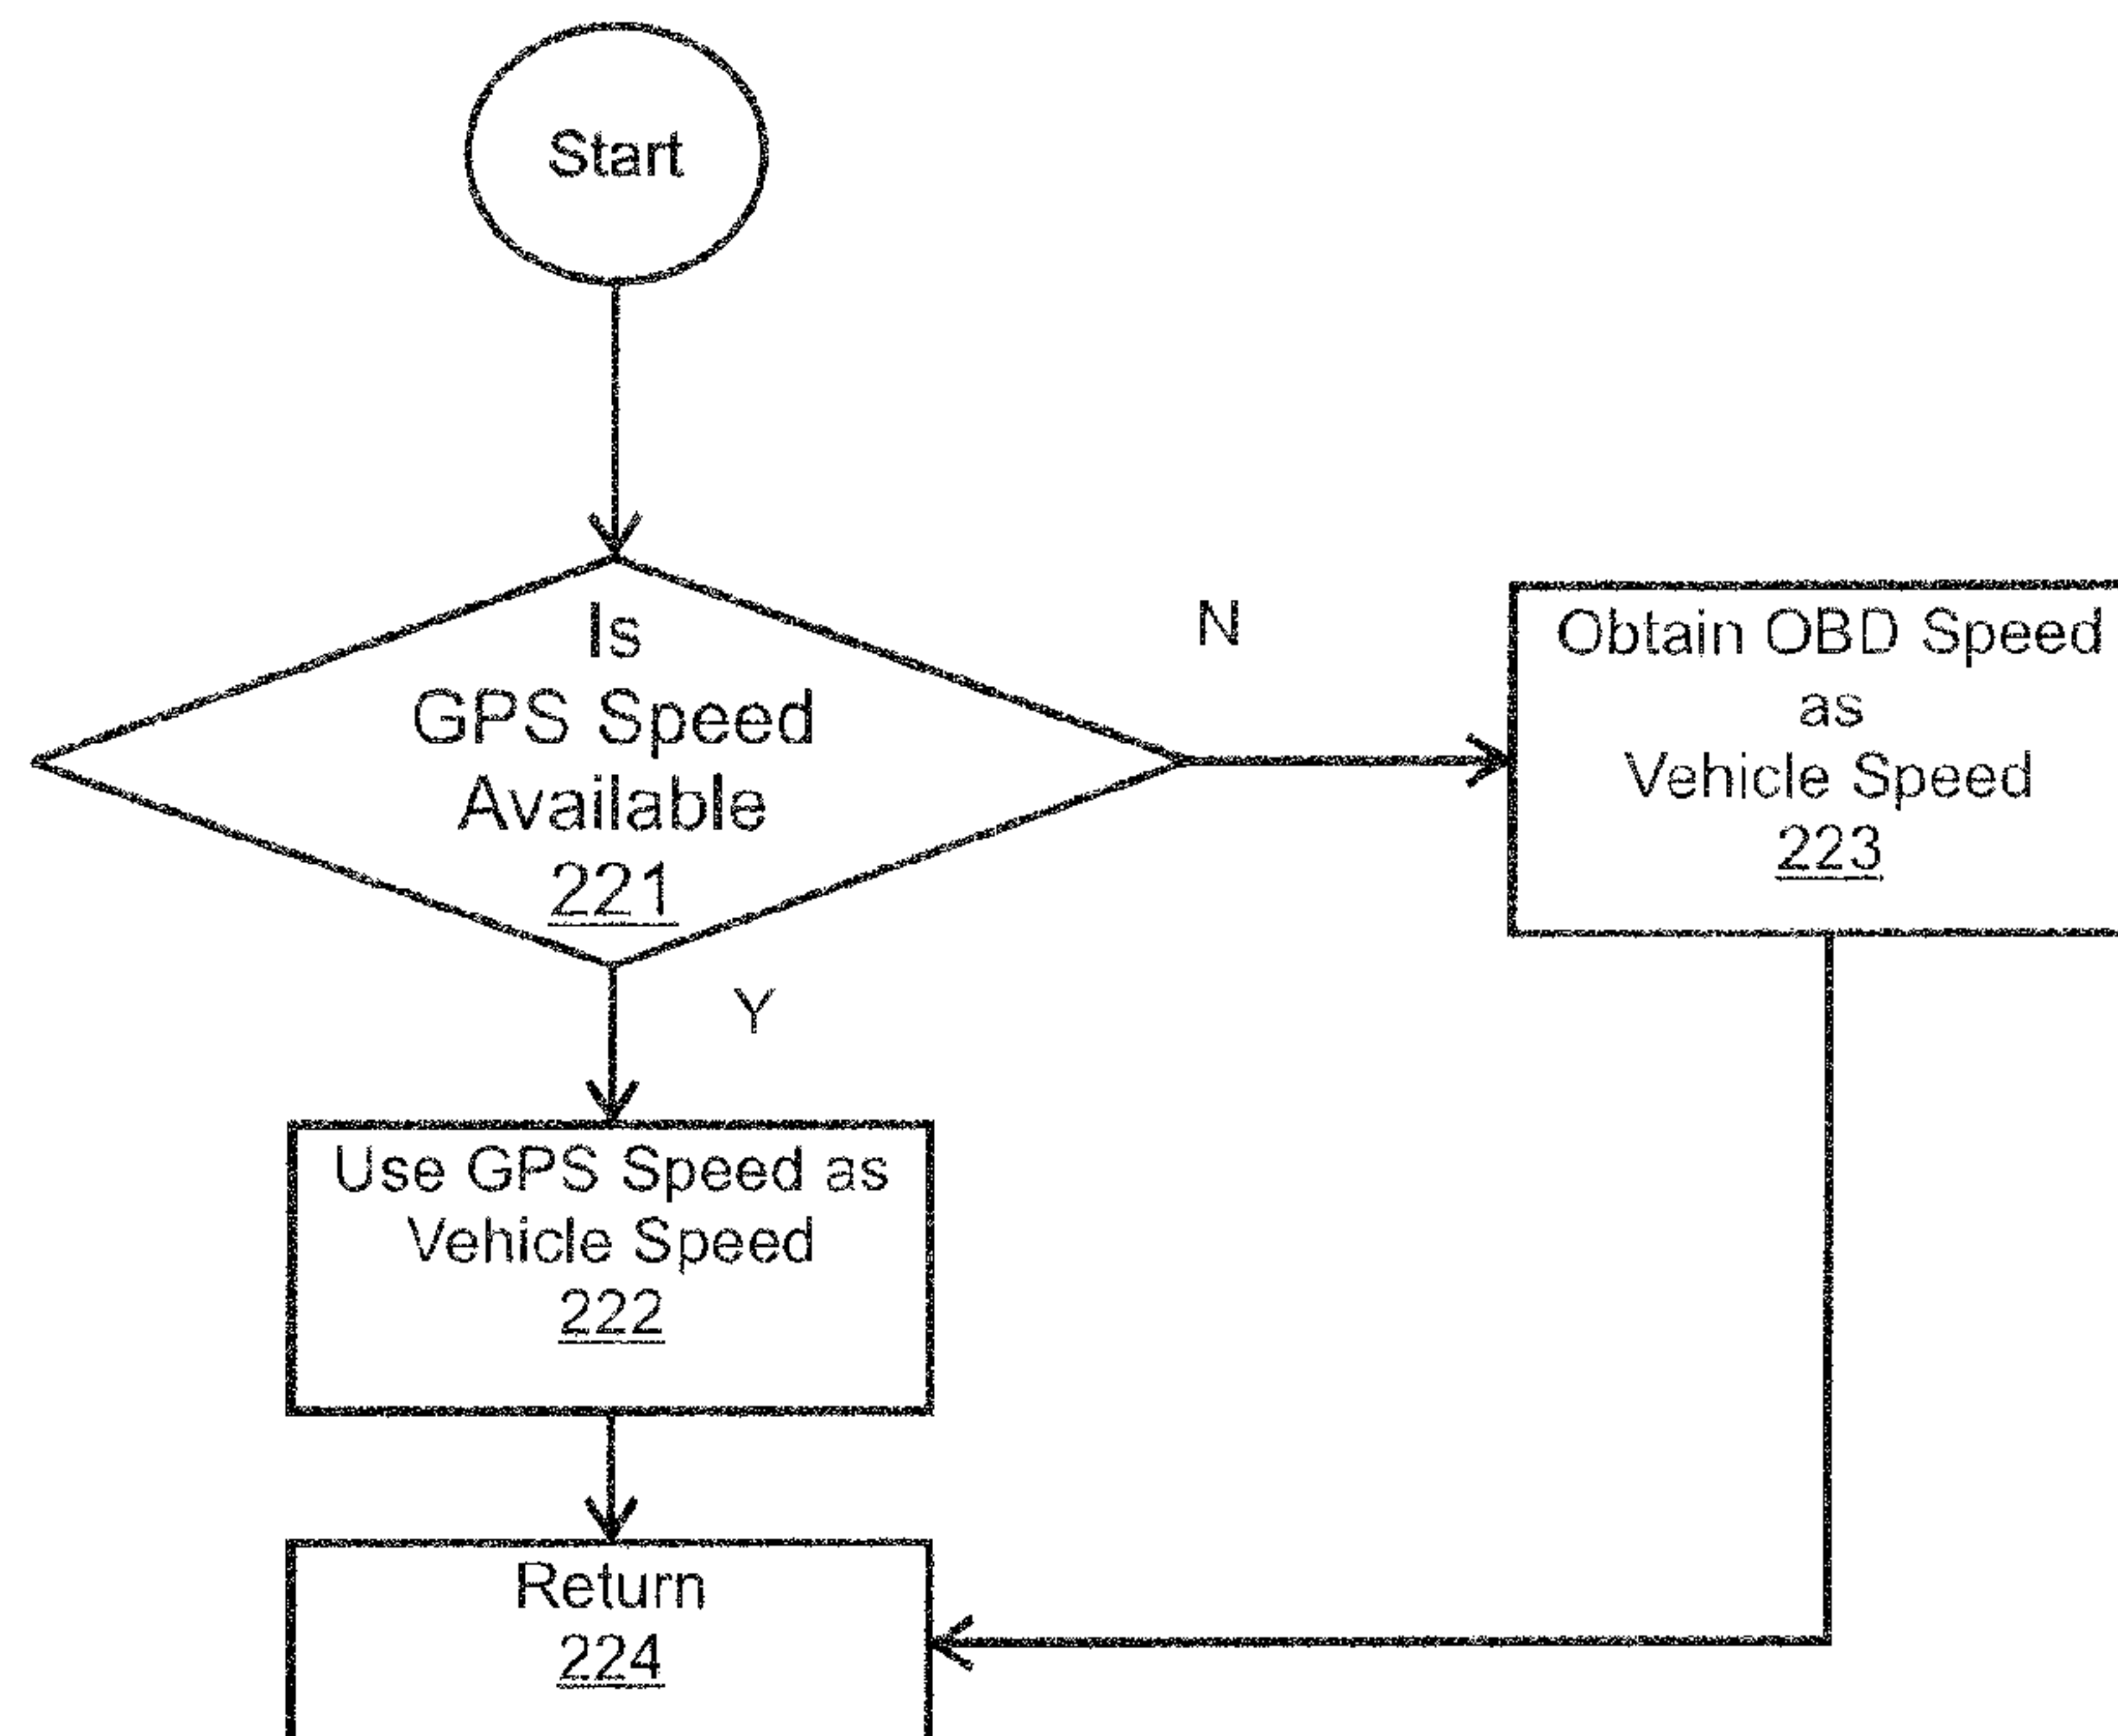 Start
Is
GPS Speed
Available
221
N
Obtain OBD Speed
as
Vehicle Speed
223
Y
Use GPS Speed as
Vehicle Speed
222
Return
224